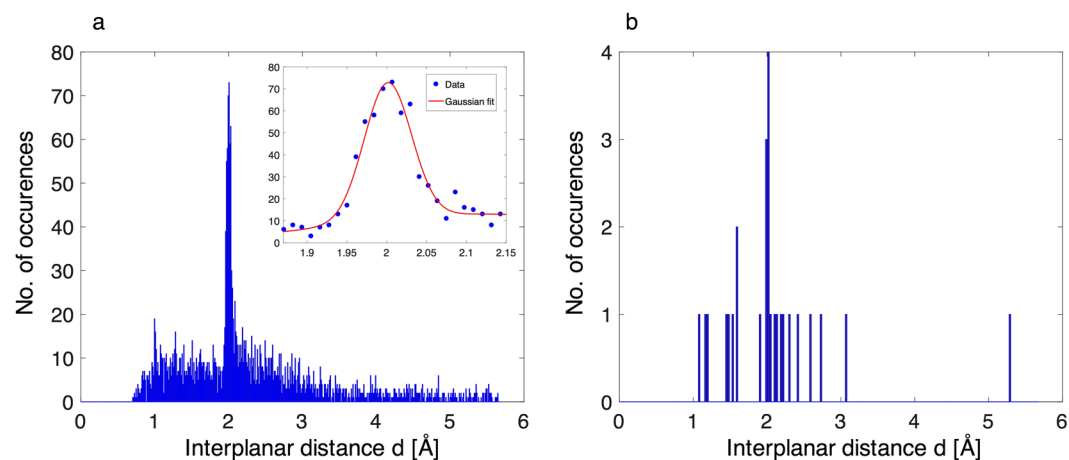 a
80
70
60
50
40
30
20
10
0
0 1 2 3 4 5 6
No. of occurences
Interplanar distance d [Å]
80
70
60
50
40
30
20
10
0
1.9 1.95 2 2.05 2.1 2.15
Data
Gaussian fit
b
4
3
2
1
0
0 1 2 3 4 5 6
No. of occurences
Interplanar distance d [Å]